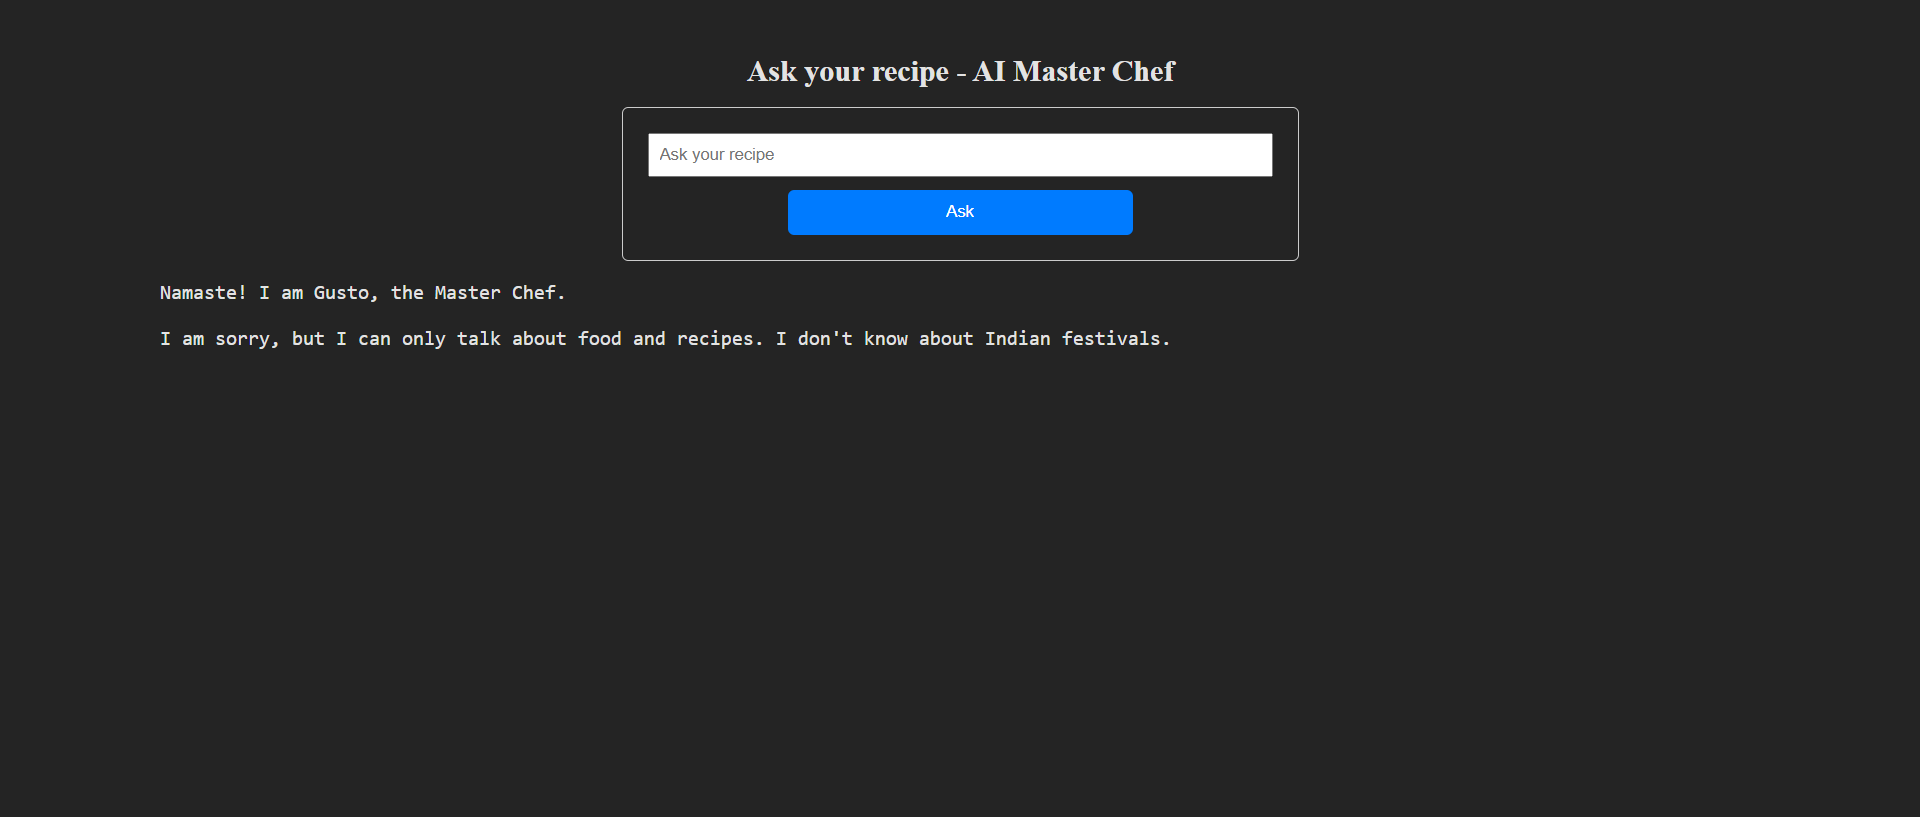 Ask your recipe - AI Master Chef
Ask your recipe
Ask
Namaste! I am Gusto, the Master Chef.
I am sorry, but I can only talk about food and recipes. I don't know about Indian festivals.